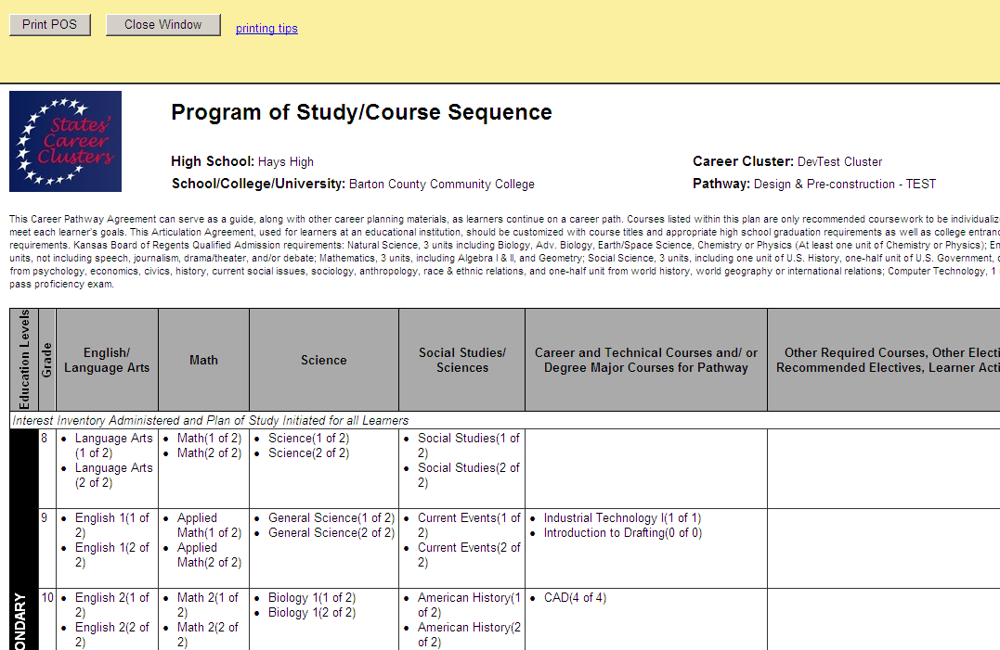 Print POS
Close Window
printing tips
States'
Career
Clusters
Program of Study/Course Sequence
High School: Hays High
Career Cluster: DevTest Cluster
School/College/University: Barton County Community College
Pathway: Design & Pre-construction - TEST
This Career Pathway Agreement can serve as a guide, along with other career planning materials, as learners continue on a career path. Courses listed within this plan are only recommended coursework to be
meet each learner's goals. This Articulation Agreement, used for learners at an educational institution, should be customized with course titles and appropriate high school graduation requirements as well as college
requirements. Kansas Board of Regents Qualified Admission requirements: Natural Science, 3 units including Biology, Adv. Biology, Earth/Space Science, Chemistry or Physics (At least one unit of Chemistry or Physics);
units, not including speech, journalism, drama/theater, and/or debate; Mathematics, 3 units, including Algebra I & II, and Geometry; Social Science, 3 units, including one unit of U.S. History, one-half unit of U.S. Government,
from psychology, economics, civics, history, current social issues, sociology, anthropology, race & ethnic relations, and one-half unit from world history, world geography or international relations; Computer Technology, 1
pass proficiency exam.
Education Levels
Grade
English/
Language Arts
Math
Science
Social Studies/
Sciences
Career and Technical Courses and/ or
Degree Major Courses for Pathway
Other Required Courses, Other
Recommended Electives, Learner
Interest Inventory Administered and Plan of Study Initiated for all Learners
8
• Language Arts
(1 of 2)
• Language Arts
(2 of 2)
• Math(1 of 2)
• Math(2 of 2)
• Science(1 of 2)
• Science(2 of 2)
• Social Studies(1 of
2)
• Social Studies(2 of
2)
9
• English 1(1 of
2)
• English 1(2 of
2)
• Applied
Math(1 of 2)
• Applied
Math(2 of 2)
• General Science(1 of 2)
• General Science(2 of 2)
• Current Events(1 of
2)
• Current Events(2 of
2)
• Industrial Technology I(1 of 1)
• Introduction to Drafting(0 of 0)
ONDARY
10
• English 2(1 of
2)
• English 2(2 of
2)
• Math 2(1 of
2)
• Math 2(2 of
2)
• Biology 1(1 of 2)
• Biology 1(2 of 2)
• American History(1
of 2)
• American History(2
of 2)
• CAD(4 of 4)